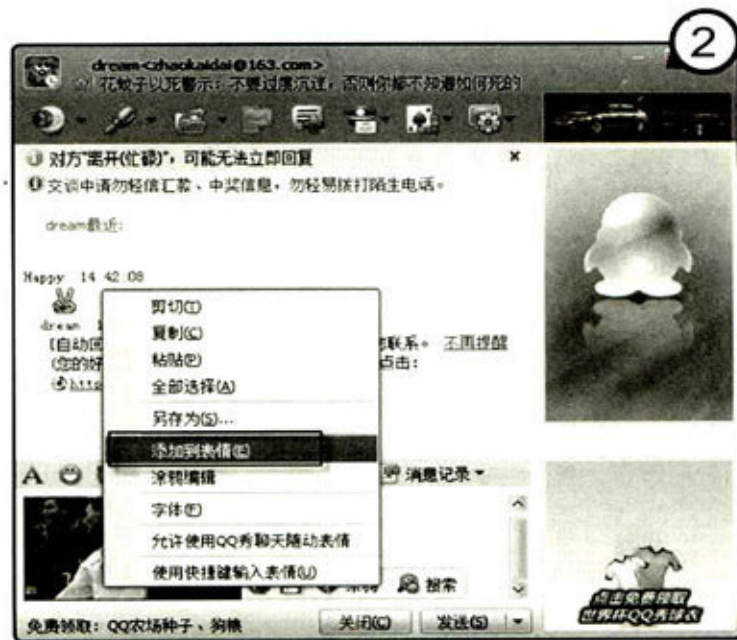 2
dream<zhaokaidai@163.com>
花蚊子以死警示：不要过度沉迷，否则你都不知道如何死的
对方"离开(忙碌)"，可能无法立即回复
交谈中请勿轻信汇款、中奖信息，勿轻易拨打陌生电话。
dream最近:
Happy 14 42:08
dream
[自动回
联系。 不再提醒
(您的好
点击:
http
剪切(T)
复制(C)
粘贴(P)
全部选择(A)
另存为(S)...
添加到表情(E)
涂鸦编辑
字体(F)
允许使用QQ秀聊天随动表情
使用快捷键输入表情(U)
A
消息记录
搜索
点击免费领取
世界杯QQ秀球衣
免费领取：QQ农场种子、狗粮
关闭(C)
发送(S)